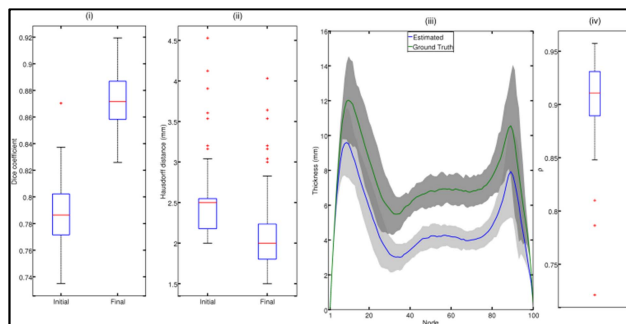 (i)
(ii)
(iii)
(iv)
0.92
0.9
0.88
0.86
0.84
0.82
0.8
0.78
0.76
0.74
Dice coefficient
Initial
Final
4.5
4
3.5
3
2.5
2
1.5
Hausdorff distance (mm)
Initial
Final
Estimated
Ground Truth
16
14
12
10
8
6
4
2
0
Thickness (mm)
1
20
40
60
80
100
Node
0.95
0.9
0.85
0.8
0.75
ρ